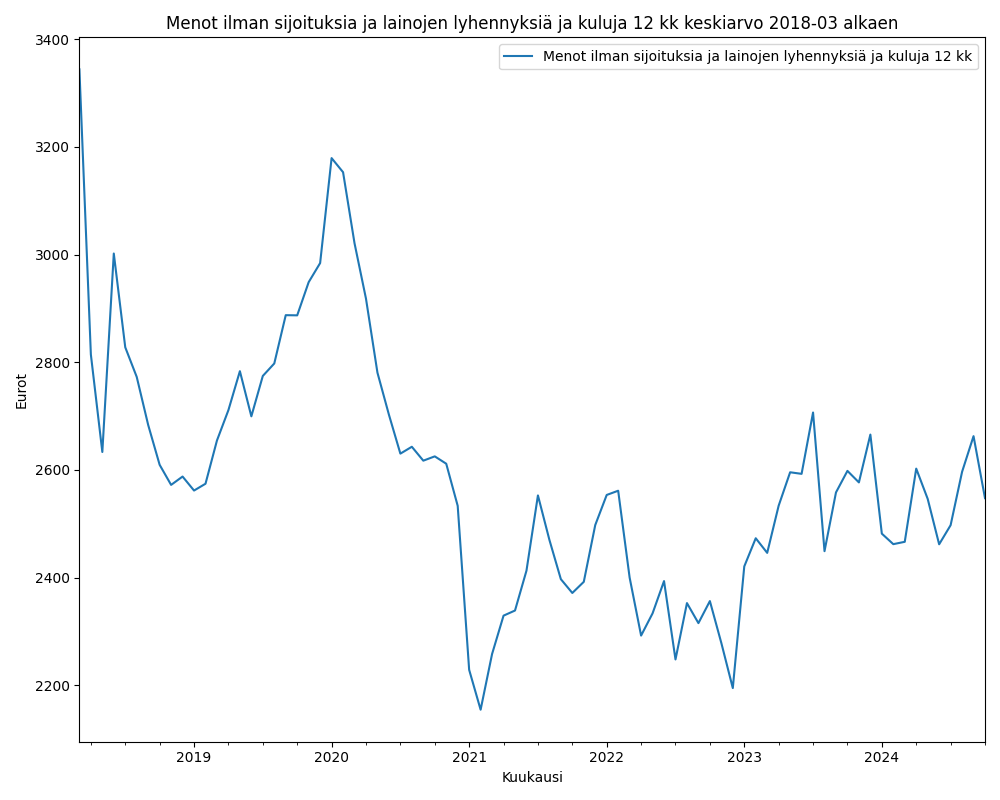 Menot ilman sijoituksia ja lainojen lyhennyksiä ja kuluja 12 kk keskiarvo 2018-03 alkaen
Menot ilman sijoituksia ja lainojen lyhennyksiä ja kuluja 12 kk
3400
3200
3000
2800
2600
2400
2200
Eurot
2019 2020 2021 2022 2023 2024
Kuukausi